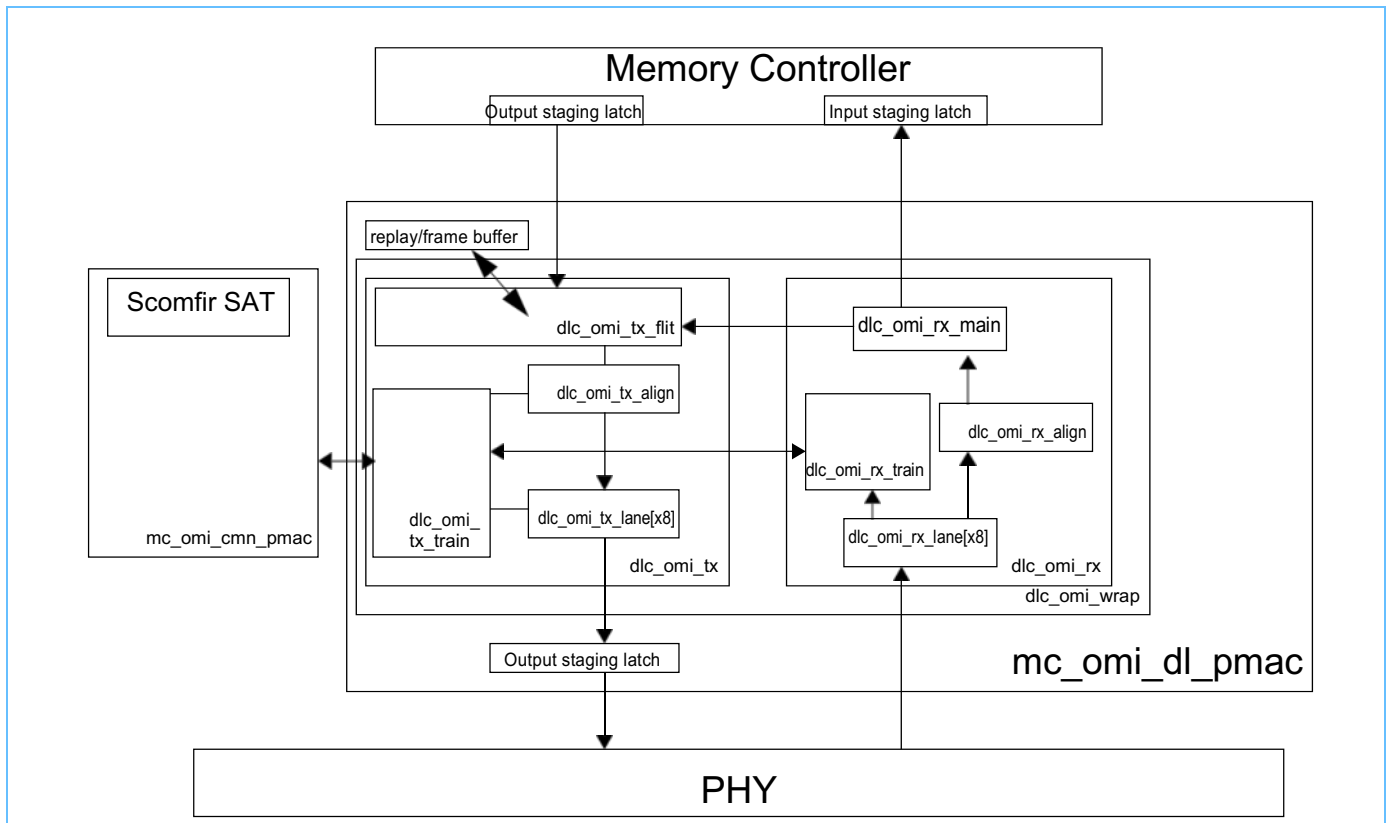 Memory Controller
Output staging latch
Input staging latch
replay/frame buffer
Scomfir SAT
dlc_omi_tx_flit
dlc_omi_rx_main
dlc_omi_tx_align
dlc_omi_rx_align
dlc_omi_rx_train
dlc_omi_
tx_train
dlc_omi_tx_lane[x8]
dlc_omi_rx_lane[x8]
mc_omi_cmn_pmac
dlc_omi_tx
dlc_omi_rx
dlc_omi_wrap
Output staging latch
mc_omi_dl_pmac
PHY